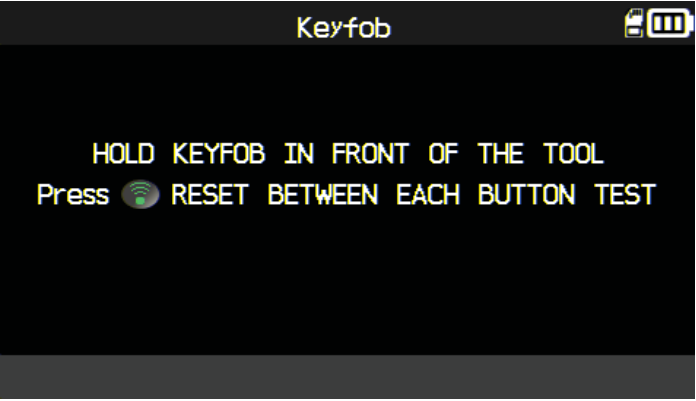 Keyfob
HOLD KEYFOB IN FRONT OF THE TOOL
Press RESET BETWEEN EACH BUTTON TEST